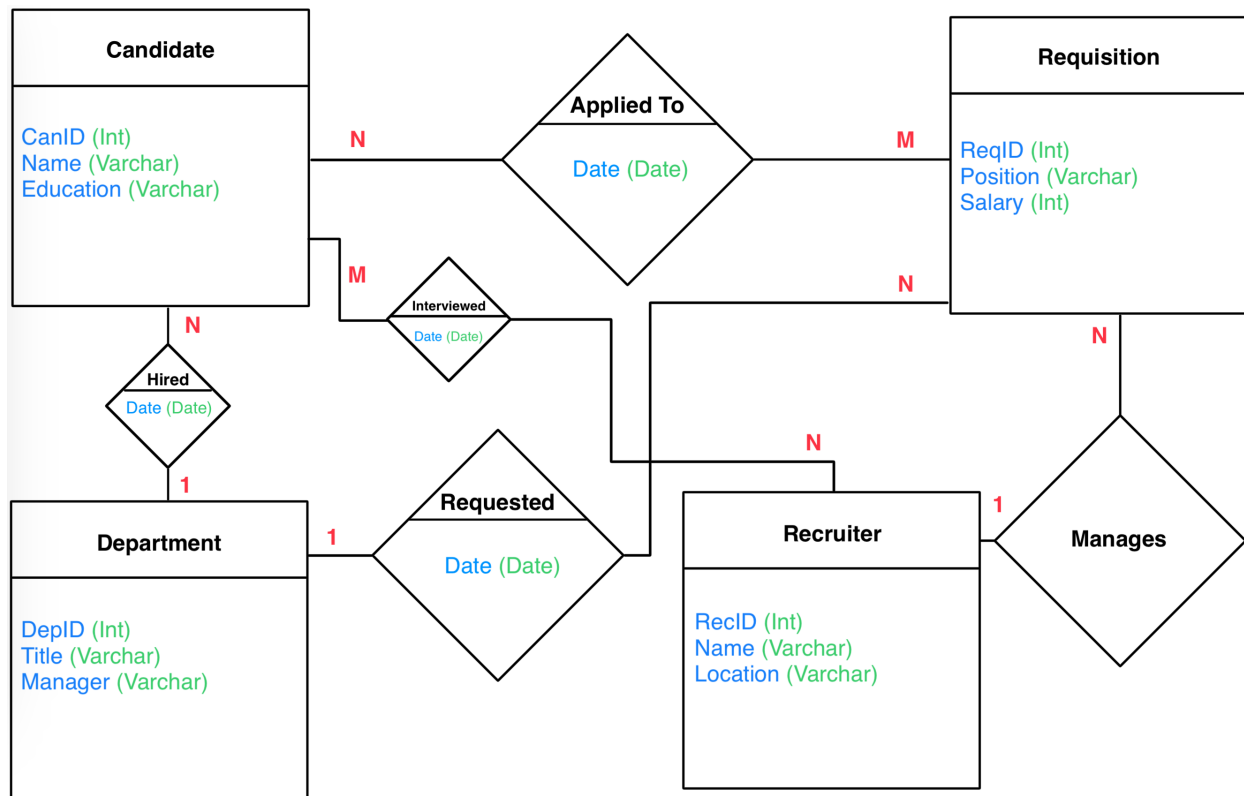 Candidate
CanID (Int)
Name (Varchar)
Education (Varchar)
N
Applied To
Date (Date)
M
Requisition
ReqID (Int)
Position (Varchar)
Salary (Int)
M
Interviewed
Date (Date)
N
N
Hired
Date (Date)
1
N
N
Department
DepID (Int)
Title (Varchar)
Manager (Varchar)
1
Requested
Date (Date)
Recruiter
RecID (Int)
Name (Varchar)
Location (Varchar)
1
Manages